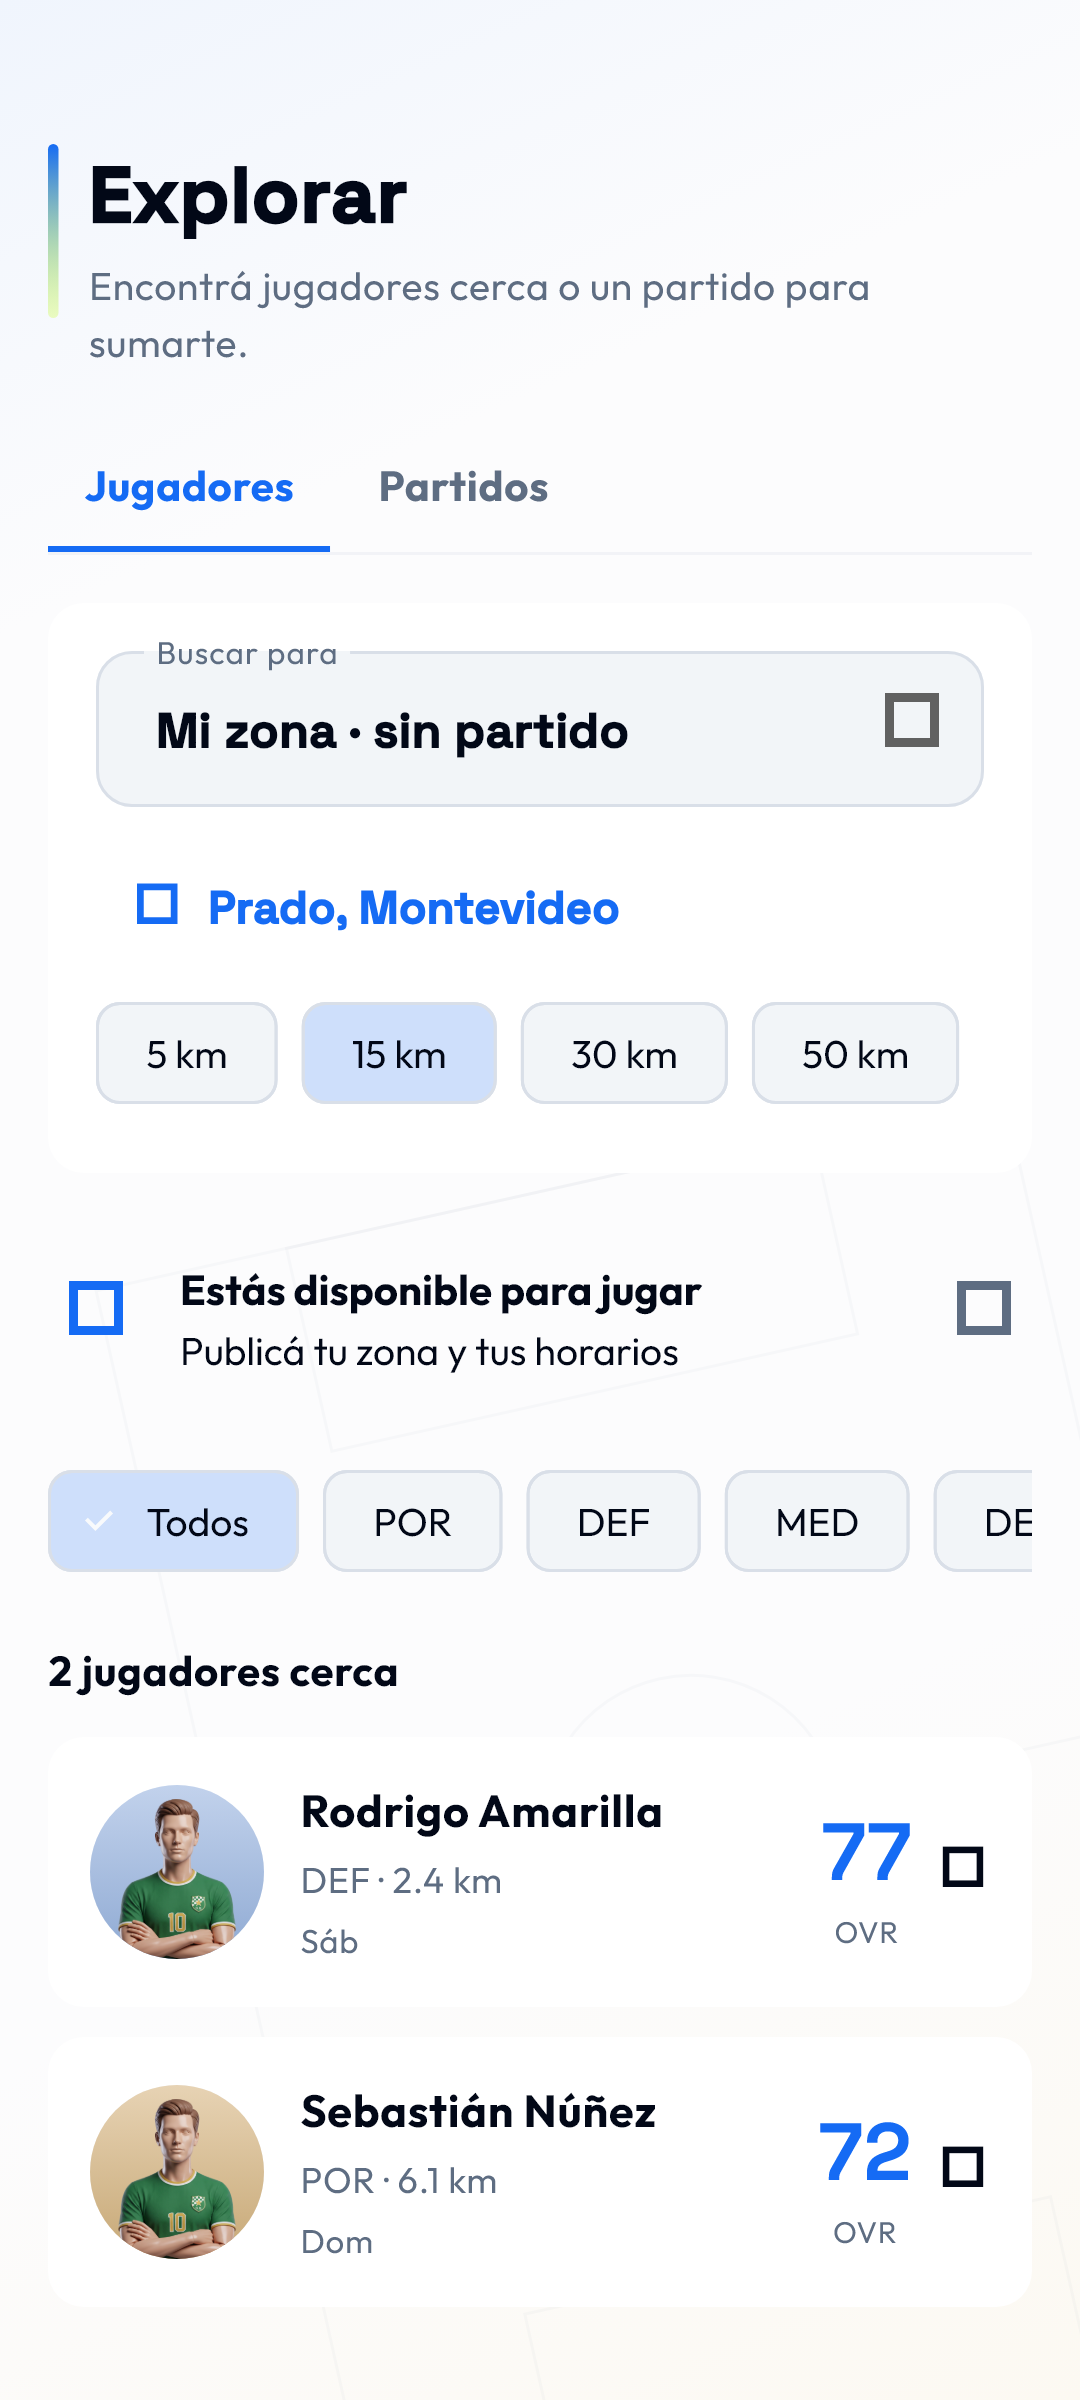 Explorar
Encontrá jugadores cerca o un partido para
sumarte.
Jugadores
Partidos
Buscar para
Mi zona · sin partido
Prado, Montevideo
5 km
15 km
30 km
50 km
Estás disponible para jugar
Publicá tu zona y tus horarios
Todos
POR
DEF
MED
DE
2 jugadores cerca
Rodrigo Amarilla
DEF · 2.4 km
Sáb
77
OVR
10
Sebastián Núñez
POR · 6.1 km
Dom
72
OVR
10